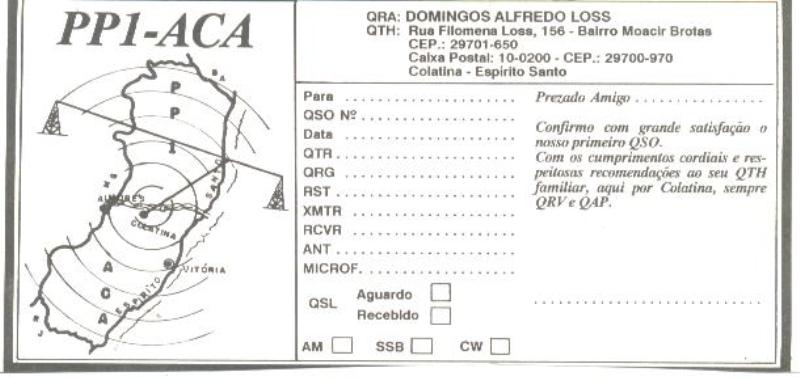 PP1-ACA
B A
P
P
1
M G
AIMORÉS
COLATINA
ESPIRITO SANTO
VITÓRIA
A
C
A
R J
QRA: DOMINGOS ALFREDO LOSS
QTH: Rua Filomena Loss, 156 - Bairro Moacir Brotas
CEP.: 29701-650
Caixa Postal: 10-0200 - CEP.: 29700-970
Colatina - Espírito Santo
Para ..........................
QSO Nº ..........................
Data ..........................
QTR ..........................
QRG ..........................
RST ..........................
XMTR ..........................
RCVR ..........................
ANT ..........................
MICROF. ..........................
QSL Aguardo
Recebido
AM SSB CW
Prezado Amigo ....................
Confirmo com grande satisfação o
nosso primeiro QSO.
Com os cumprimentos cordiais e res-
peitosas recomendações ao seu QTH
familiar, aqui por Colatina, sempre
QRV e QAP.
....................................